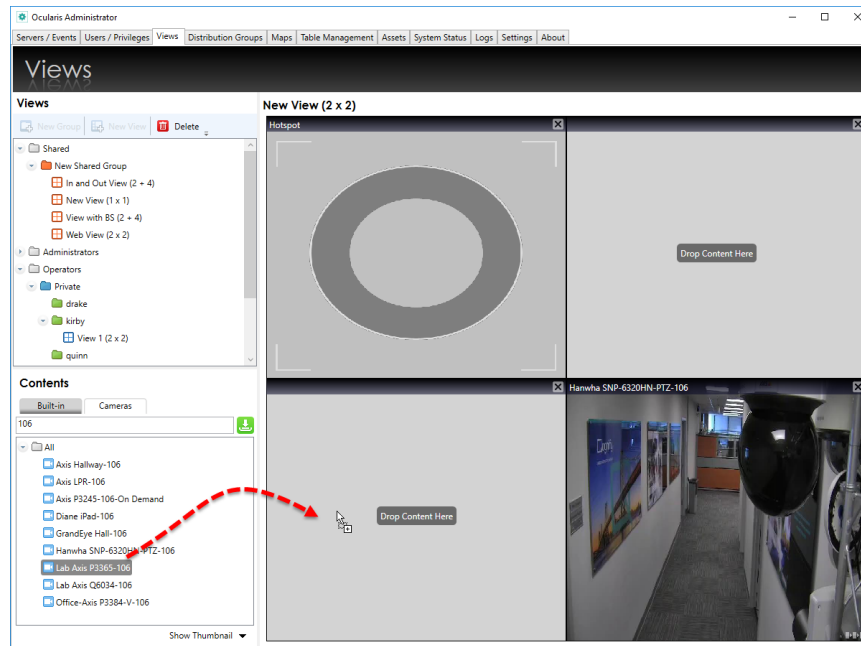 Ocularis Administrator
Servers / Events Users / Privileges Views Distribution Groups Maps Table Management Assets System Status Logs Settings About
Views
Views
New Group New View Delete
Shared
New Shared Group
In and Out View (2 + 4)
New View (1 x 1)
View with BS (2 + 4)
Web View (2 x 2)
Administrators
Operators
Private
drake
kirby
View 1 (2 x 2)
quinn
Contents
Built-in Cameras
106
All
Axis Hallway-106
Axis LPR-106
Axis P3245-106-On Demand
Diane iPad-106
GrandEye Hall-106
Hanwha SNP-6320HN-PTZ-106
Lab Axis P3365-106
Lab Axis Q6034-106
Office-Axis P3384-V-106
Show Thumbnail
New View (2 x 2)
Hotspot
Drop Content Here
Drop Content Here
Hanwha SNP-6320HN-PTZ-106